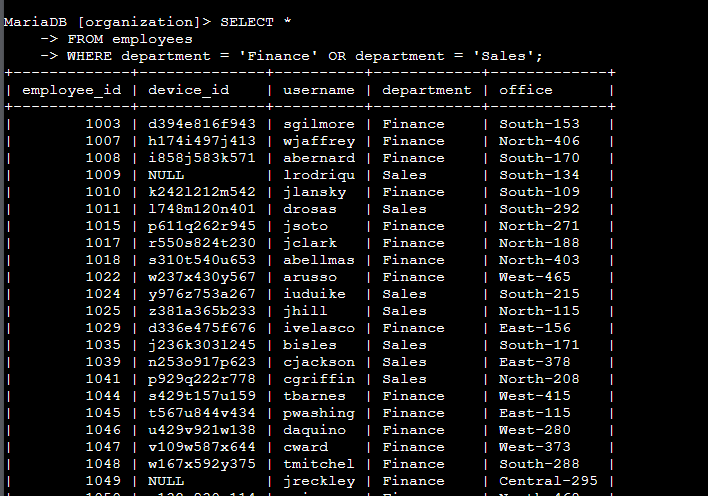 MariaDB [organization]> SELECT *
    -> FROM employees
    -> WHERE department = 'Finance' OR department = 'Sales';
+-------------+--------------+----------+------------+-------------+
| employee_id | device_id    | username | department | office      |
+-------------+--------------+----------+------------+-------------+
|        1003 | d394e816f943 | sgilmore | Finance    | South-153   |
|        1007 | h174i497j413 | wjaffrey | Finance    | North-406   |
|        1008 | i858j583k571 | abernard | Finance    | South-170   |
|        1009 | NULL         | lrodriqu | Sales      | South-134   |
|        1010 | k242l212m542 | jlansky  | Finance    | South-109   |
|        1011 | l748m120n401 | drosas   | Sales      | South-292   |
|        1015 | p611q262r945 | jsoto    | Finance    | North-271   |
|        1017 | r550s824t230 | jclark   | Finance    | North-188   |
|        1018 | s310t540u653 | abellmas | Finance    | North-403   |
|        1022 | w237x430y567 | arusso   | Finance    | West-465    |
|        1024 | y976z753a267 | iuduike  | Sales      | South-215   |
|        1025 | z381a365b233 | jhill    | Sales      | North-115   |
|        1029 | d336e475f676 | ivelasco | Finance    | East-156    |
|        1035 | j236k303l245 | bisles   | Sales      | South-171   |
|        1039 | n253o917p623 | cjackson | Sales      | East-378    |
|        1041 | p929q222r778 | cgriffin | Sales      | North-208   |
|        1044 | s429t157u159 | tbarnes  | Finance    | West-415    |
|        1045 | t567u844v434 | pwashing | Finance    | East-115    |
|        1046 | u429v921w138 | daquino  | Finance    | West-280    |
|        1047 | v109w587x644 | cward    | Finance    | West-373    |
|        1048 | w167x592y375 | tmitchel | Finance    | South-288   |
|        1049 | NULL         | jreckley | Finance    | Central-295 |